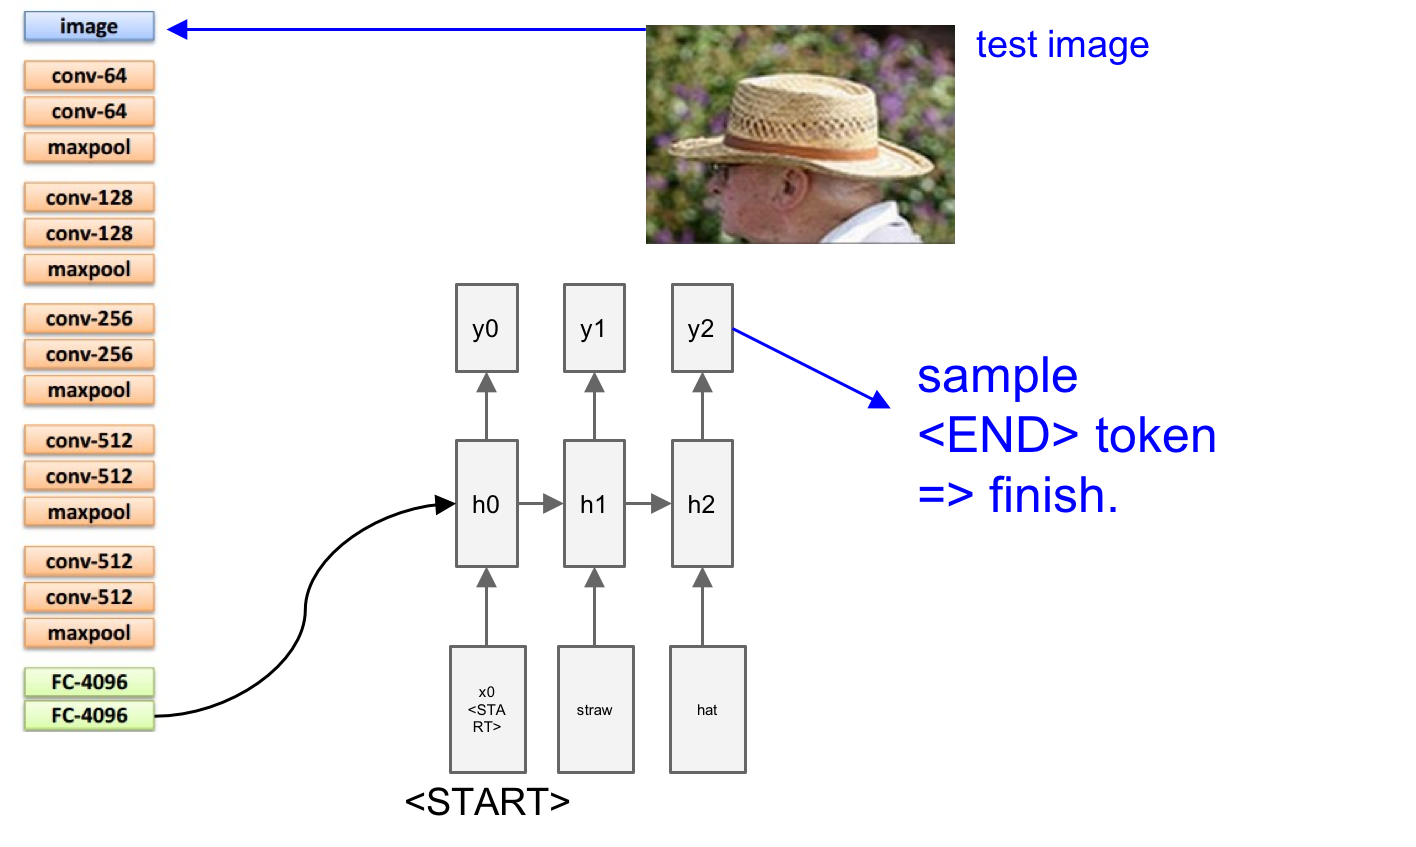 image
conv-64
conv-64
maxpool
conv-128
conv-128
maxpool
conv-256
conv-256
maxpool
conv-512
conv-512
maxpool
conv-512
conv-512
maxpool
FC-4096
FC-4096
test image
y0
y1
y2
sample
<END> token
=> finish.
h0
h1
h2
x0
<STA
RT>
straw
hat
<START>